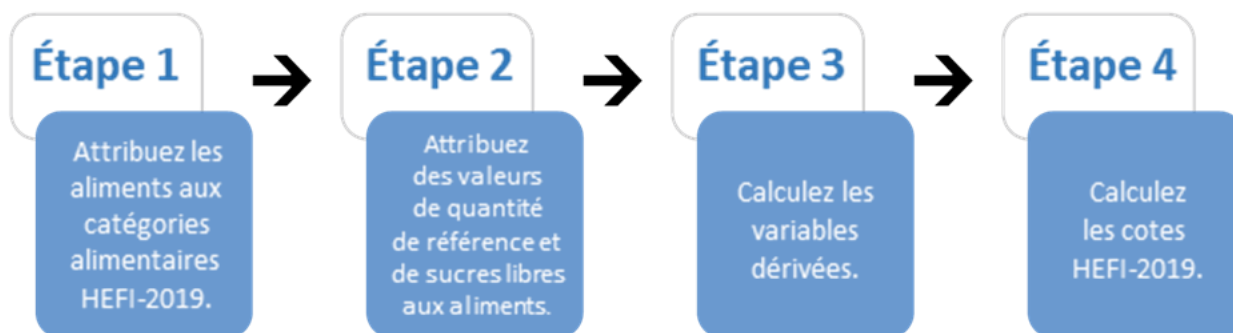 Étape 1
Attribuez les
aliments aux
catégories
alimentaires
HEFI-2019.
Étape 2
Attribuez
des valeurs
de quantité
de référence et
de sucres libres
aux aliments.
Étape 3
Calculez les
variables
dérivées.
Étape 4
Calculez
les cotes
HEFI-2019.